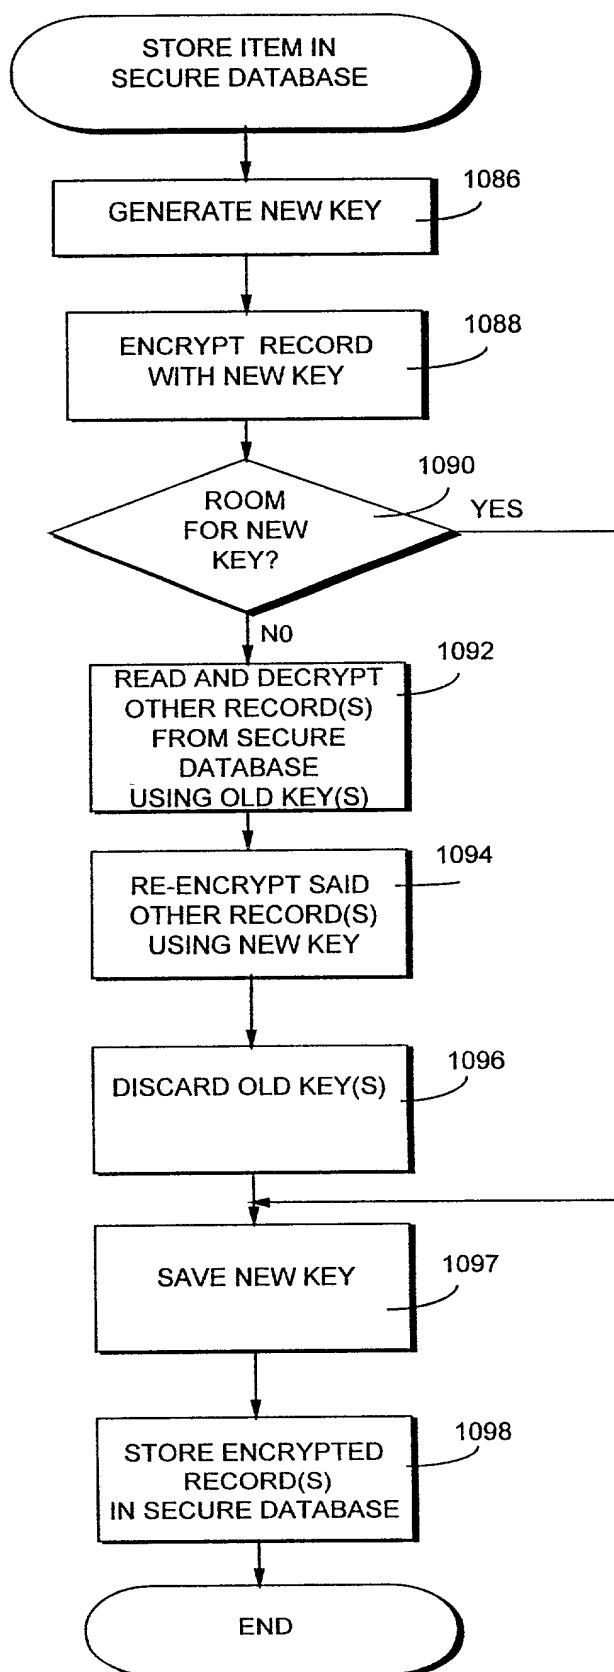 STORE ITEM IN
SECURE DATABASE
1086
GENERATE NEW KEY
1088
ENCRYPT RECORD
WITH NEW KEY
1090
ROOM
FOR NEW
KEY?
YES
NO
1092
READ AND DECRYPT
OTHER RECORD(S)
FROM SECURE
DATABASE
USING OLD KEY(S)
1094
RE-ENCRYPT SAID
OTHER RECORD(S)
USING NEW KEY
1096
DISCARD OLD KEY(S)
1097
SAVE NEW KEY
1098
STORE ENCRYPTED
RECORD(S)
IN SECURE DATABASE
END